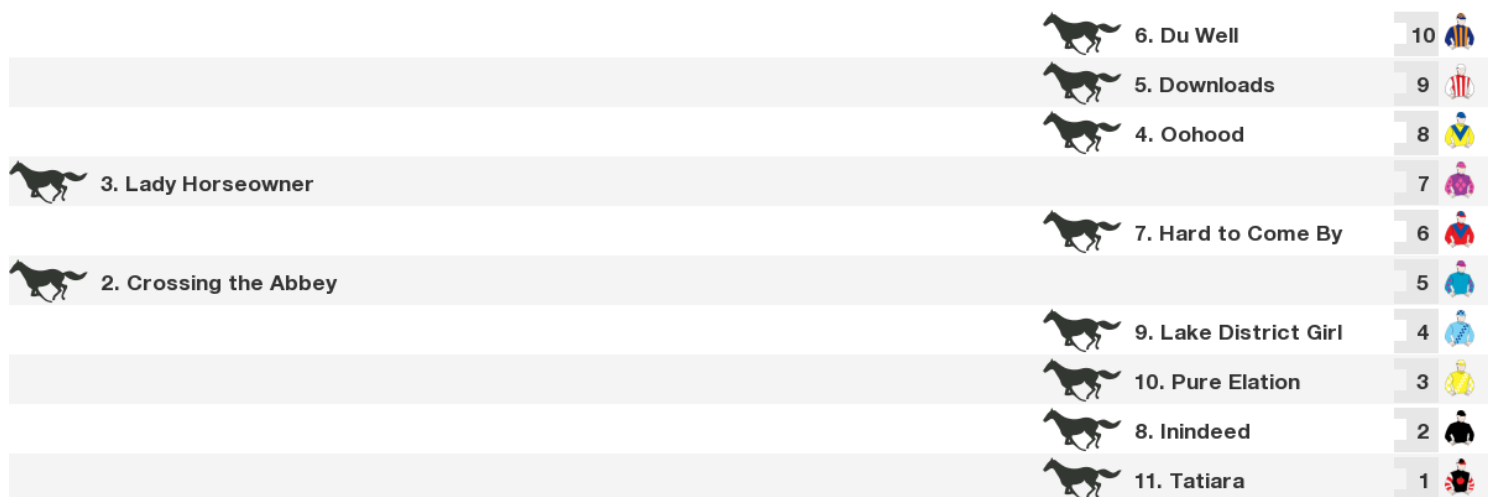 6. Du Well 10
5. Downloads 9
4. Oohood 8
3. Lady Horseowner 7
7. Hard to Come By 6
2. Crossing the Abbey 5
9. Lake District Girl 4
10. Pure Elation 3
8. Inindeed 2
11. Tatiara 1